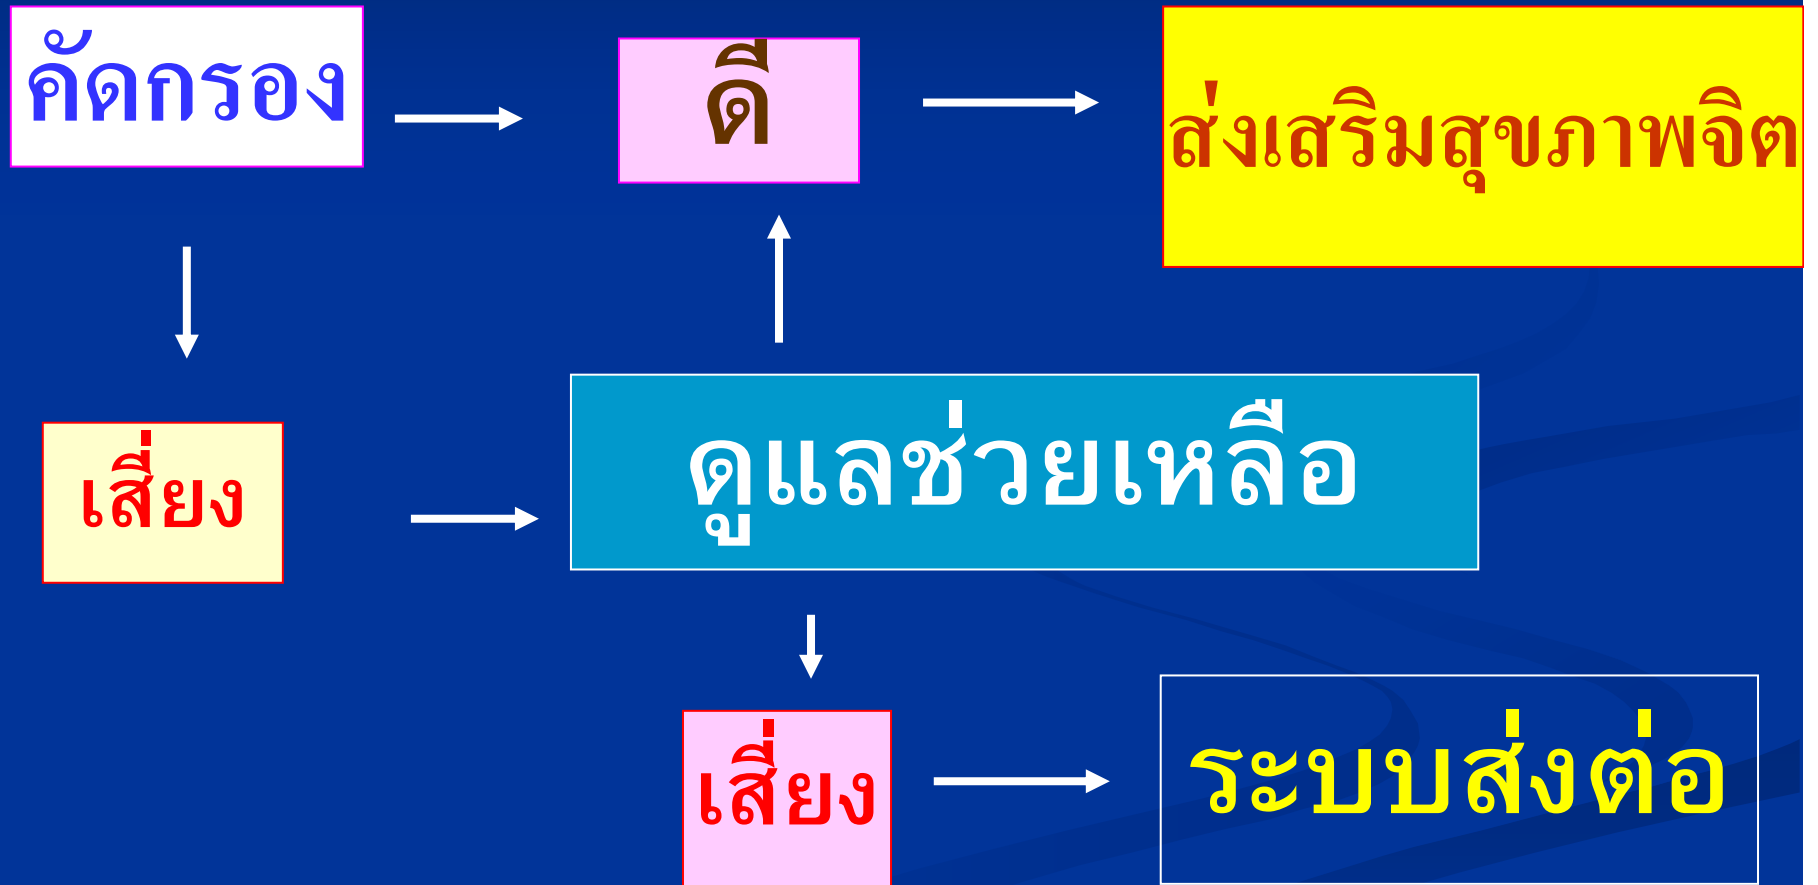 คัดกรอง
ดี
ส่งเสริมสุขภาพจิต
เสี่ยง
ดูแลช่วยเหลือ
เสี่ยง
ระบบส่งต่อ